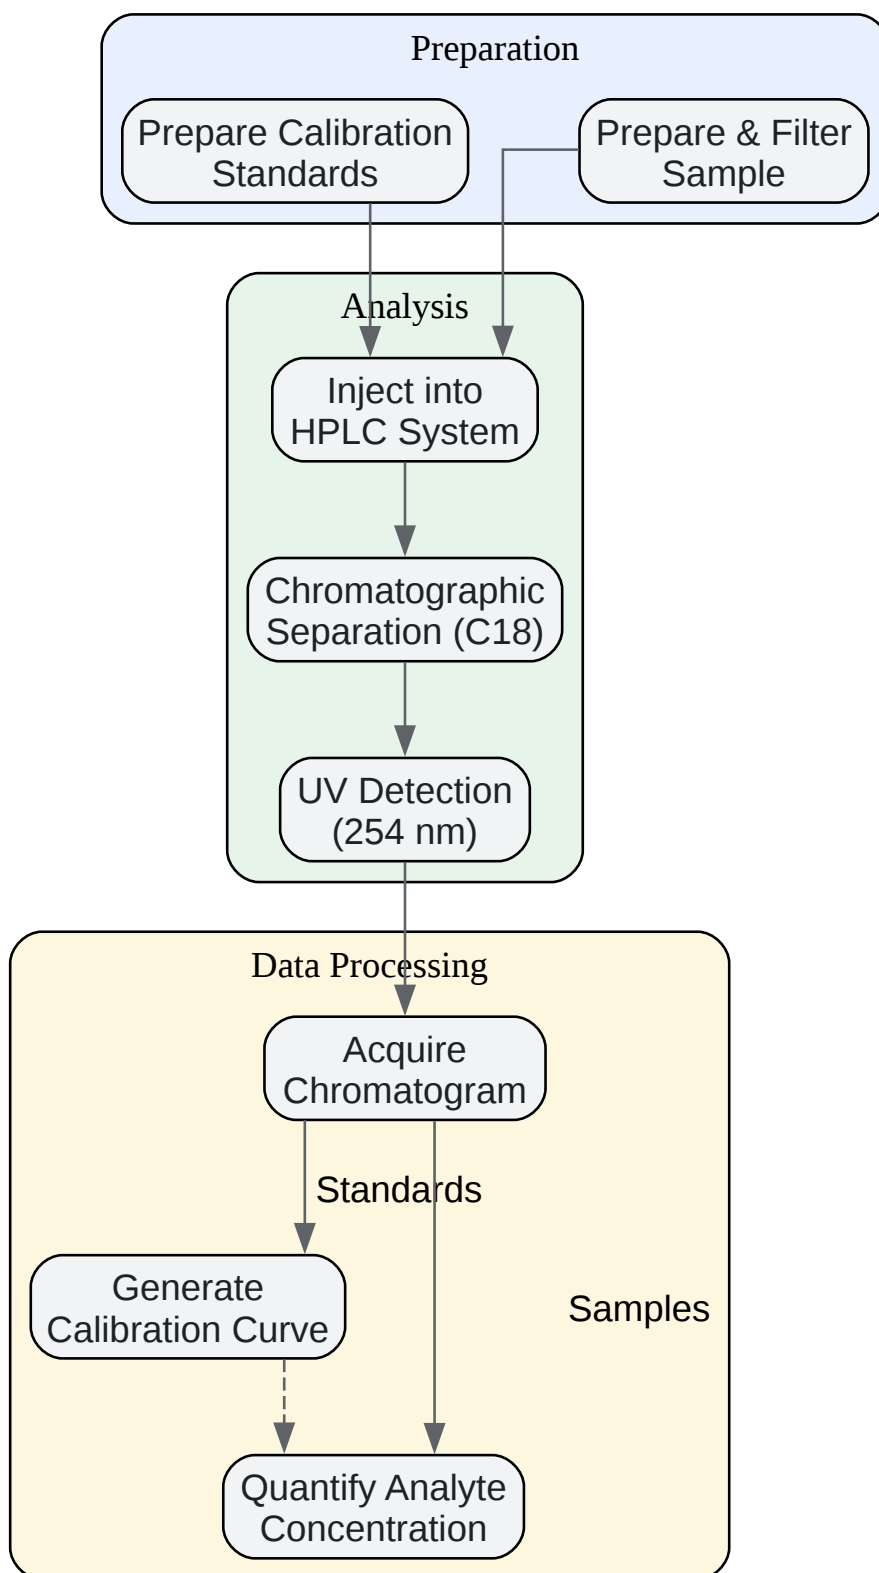 Preparation
Prepare Calibration
Standards
Prepare & Filter
Sample
Analysis
Inject into
HPLC System
Chromatographic
Separation (C18)
UV Detection
(254 nm)
Data Processing
Acquire
Chromatogram
Standards
Generate
Calibration Curve
Samples
Quantify Analyte
Concentration